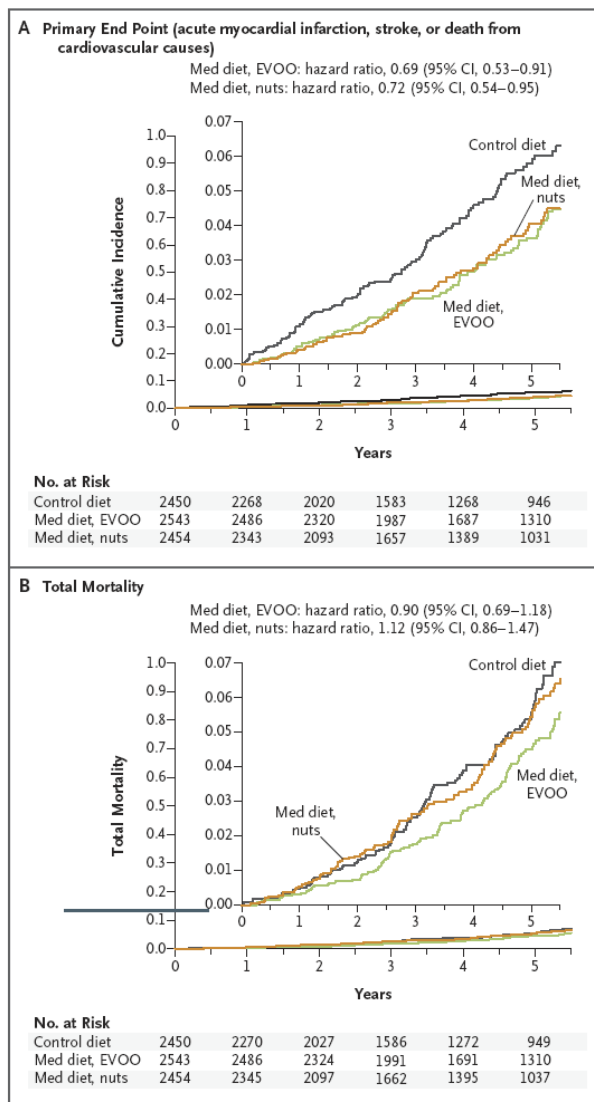 A Primary End Point (acute myocardial infarction, stroke, or death from
cardiovascular causes)
Med diet, EVOO: hazard ratio, 0.69 (95% CI, 0.53–0.91)
Med diet, nuts: hazard ratio, 0.72 (95% CI, 0.54–0.95)
Cumulative Incidence
1.0
0.9
0.8
0.7
0.6
0.5
0.4
0.3
0.2
0.1
0.0
0.07
0.06
0.05
0.04
0.03
0.02
0.01
0.00
Control diet
Med diet,
nuts
Med diet,
EVOO
0 1 2 3 4 5
0 1 2 3 4 5
Years
No. at Risk
Control diet 2450 2268 2020 1583 1268 946
Med diet, EVOO 2543 2486 2320 1987 1687 1310
Med diet, nuts 2454 2343 2093 1657 1389 1031
B Total Mortality
Med diet, EVOO: hazard ratio, 0.90 (95% CI, 0.69–1.18)
Med diet, nuts: hazard ratio, 1.12 (95% CI, 0.86–1.47)
Total Mortality
1.0
0.9
0.8
0.7
0.6
0.5
0.4
0.3
0.2
0.1
0.0
0.07
0.06
0.05
0.04
0.03
0.02
0.01
0.00
Control diet
Med diet,
EVOO
Med diet,
nuts
0 1 2 3 4 5
0 1 2 3 4 5
Years
No. at Risk
Control diet 2450 2270 2027 1586 1272 949
Med diet, EVOO 2543 2486 2324 1991 1691 1310
Med diet, nuts 2454 2345 2097 1662 1395 1037